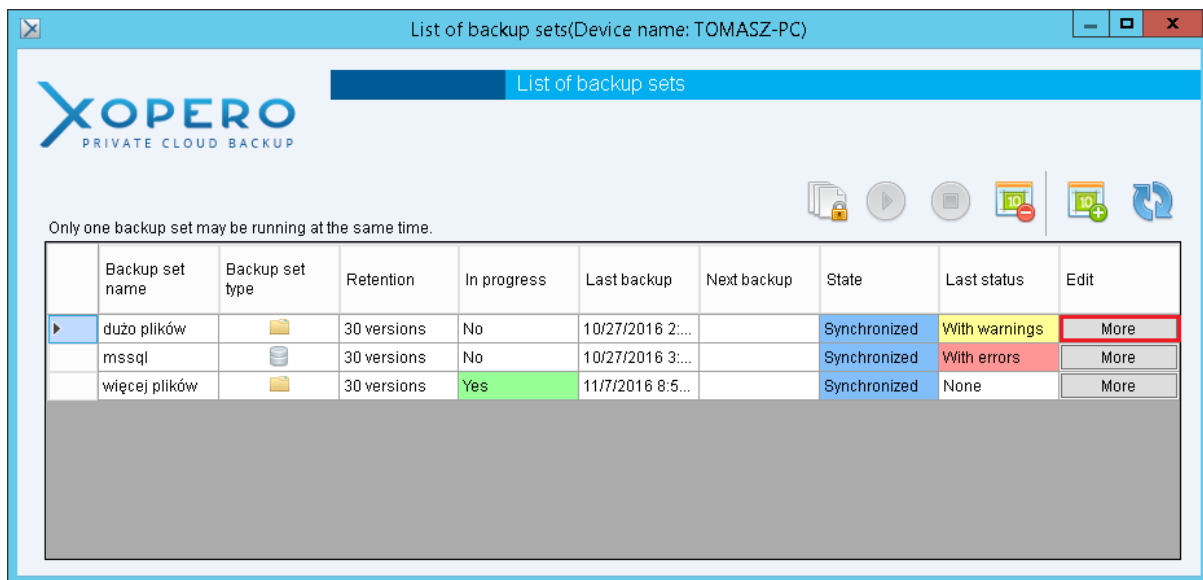 List of backup sets(Device name: TOMASZ-PC)
List of backup sets
XOPERO
PRIVATE CLOUD BACKUP
Only one backup set may be running at the same time.
Backup set name Backup set type Retention In progress Last backup Next backup State Last status Edit
dużo plików 30 versions No 10/27/2016 2:... Synchronized With warnings More
mssql 30 versions No 10/27/2016 3:... Synchronized With errors More
więcej plików 30 versions Yes 11/7/2016 8:5... Synchronized None More